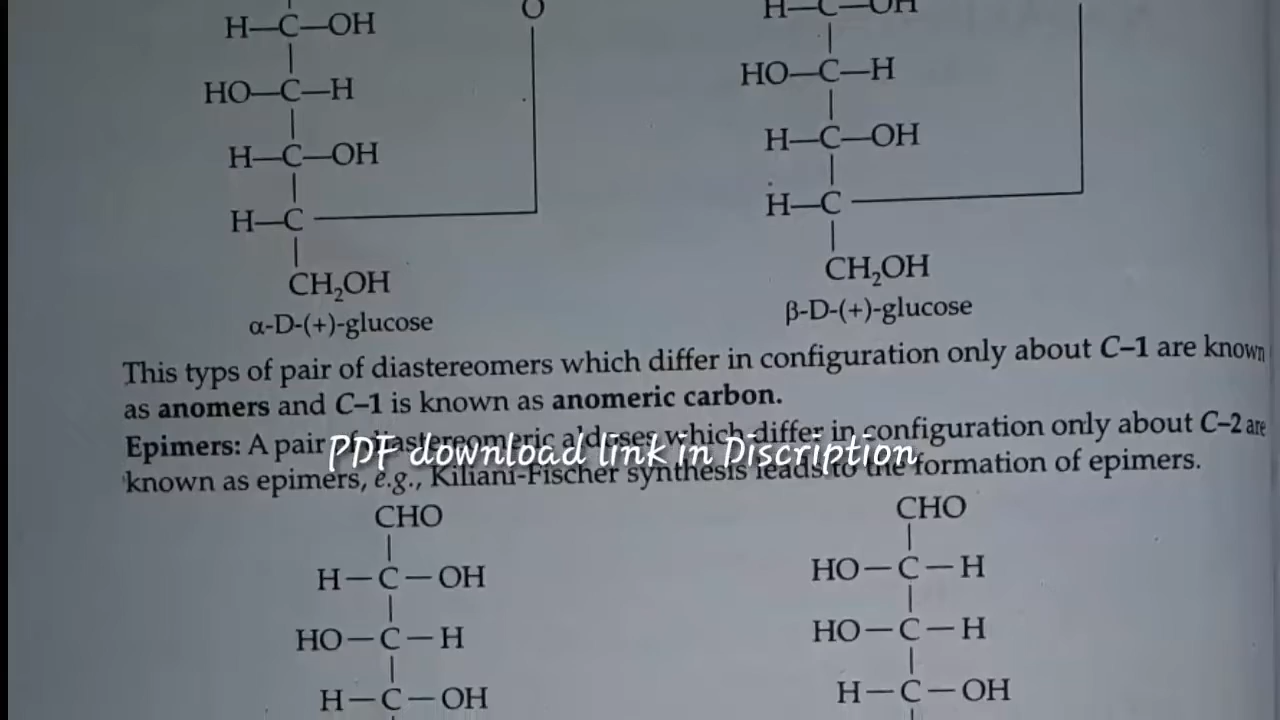 O
H—C—OH
H—C—OH
HO—C—H
HO—C—H
H—C—OH
H—C—OH
H—C
H—C
CH₂OH
CH₂OH
α-D-(+)-glucose
β-D-(+)-glucose
This typs of pair of diastereomers which differ in configuration only about C–1 are known
as anomers and C–1 is known as anomeric carbon.
Epimers: A pair of diastereomeric aldoses which differ in configuration only about C–2 are
PDF download link in Discription
known as epimers, e.g., Kiliani-Fischer synthesis leads to the formation of epimers.
CHO
CHO
H—C—OH
HO—C—H
HO—C—H
HO—C—H
H—C—OH
H—C—OH